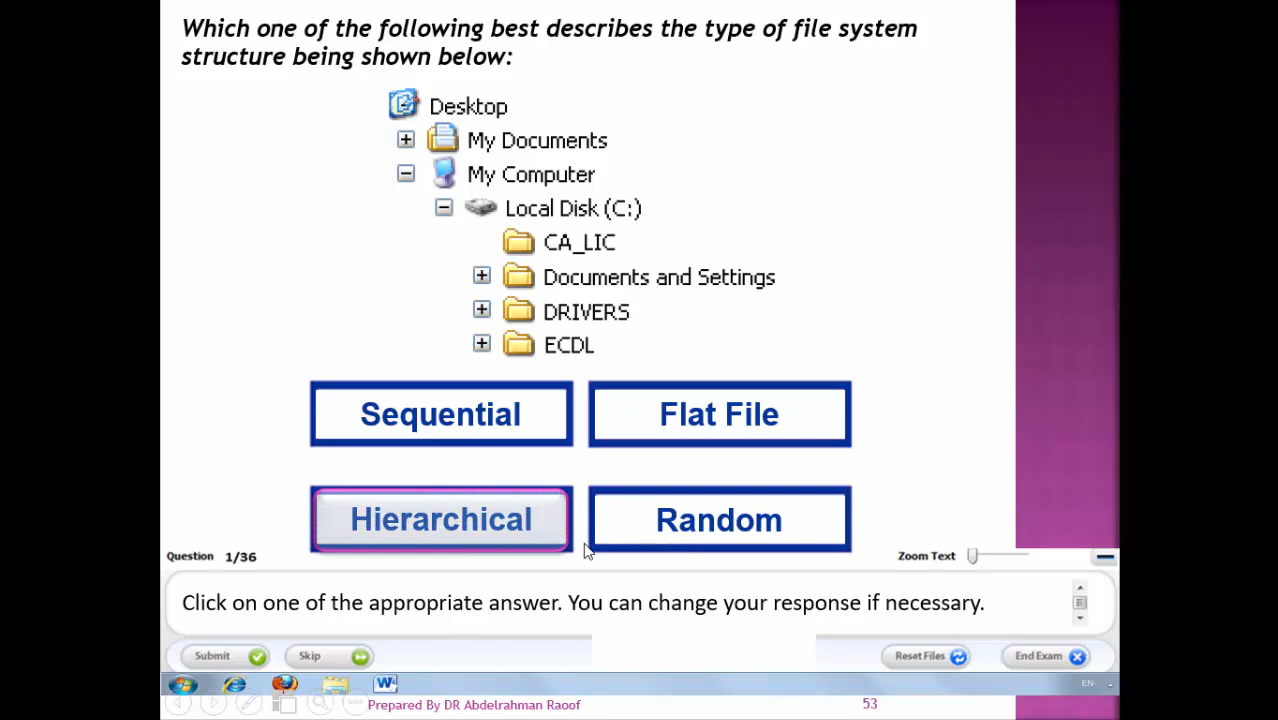 Which one of the following best describes the type of file system
structure being shown below:
Desktop
My Documents
My Computer
Local Disk (C:)
CA_LIC
Documents and Settings
DRIVERS
ECDL
Sequential
Flat File
Hierarchical
Random
Question 1/36
Zoom Text
Click on one of the appropriate answer. You can change your response if necessary.
Submit
Skip
Reset Files
End Exam
EN
Prepared By DR Abdelrahman Raoof
53